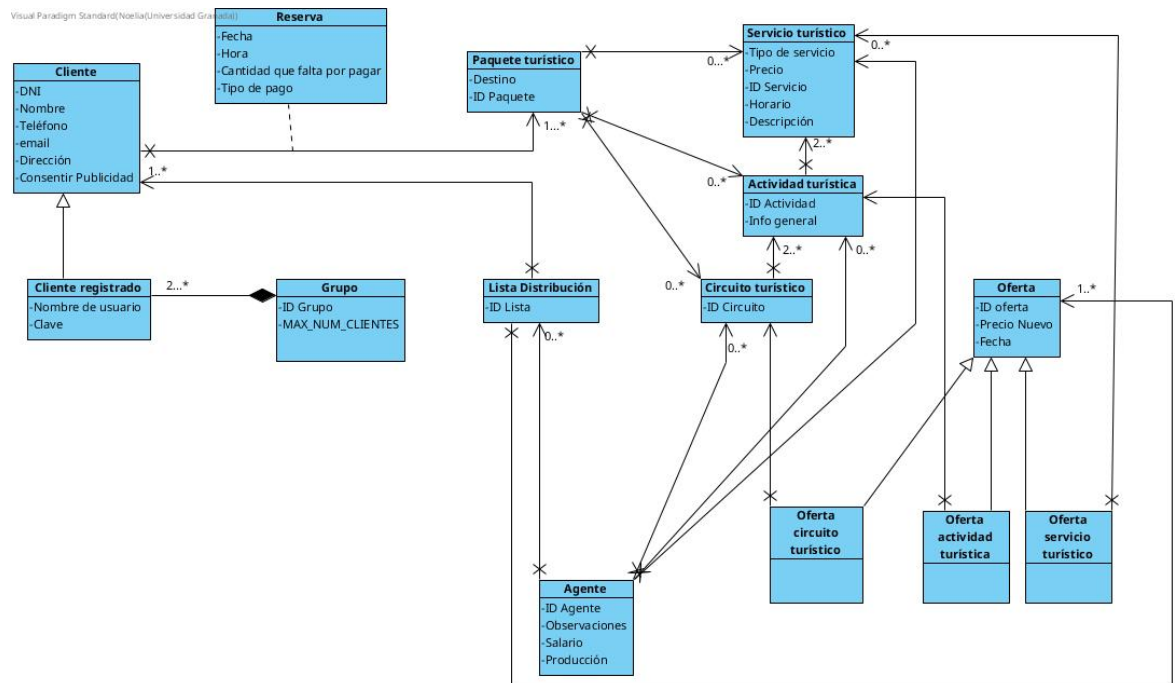 Visual Paradigm Standard(Noelia(Universidad Granada))
Reserva
-Fecha
-Hora
-Cantidad que falta por pagar
-Tipo de pago
Cliente
-DNI
-Nombre
-Teléfono
-email
-Dirección
-Consentir Publicidad
Paquete turistico
-Destino
-ID Paquete
Servicio turístico
-Tipo de servicio
-Precio
-ID Servicio
-Horario
-Descripción
0...*
0..*
1...*
1..*
2..*
0..*
Actividad turística
-ID Actividad
-Info general
2..*
0..*
0..*
Cliente registrado
-Nombre de usuario
-Clave
2...*
Grupo
-ID Grupo
-MAX_NUM_CLIENTES
Lista Distribución
-ID Lista
Circuito turístico
-ID Circuito
Oferta
-ID oferta
-Precio Nuevo
-Fecha
1..*
0..*
0..*
Oferta
circuito
turístico
Oferta
actividad
turística
Oferta
servicio
turístico
Agente
-ID Agente
-Observaciones
-Salario
-Producción